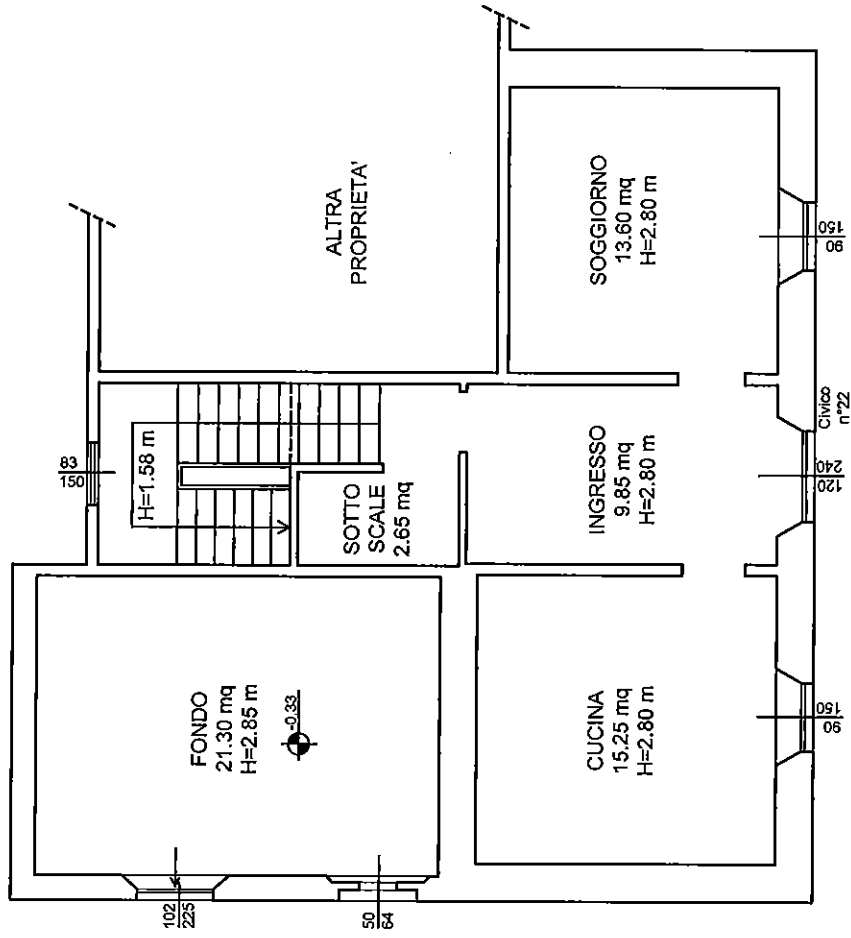 ALTRA
PROPRIETA'
SOGGIORNO
13.60 mq
H=2.80 m
83
150
H=1.58 m
SOTTO
SCALE
2.65 mq
INGRESSO
9.85 mq
H=2.80 m
FONDO
21.30 mq
H=2.85 m
-0.33
CUCINA
15.25 mq
H=2.80 m
102
225
50
64
150
90
240
120
150
90
Civico
n°22